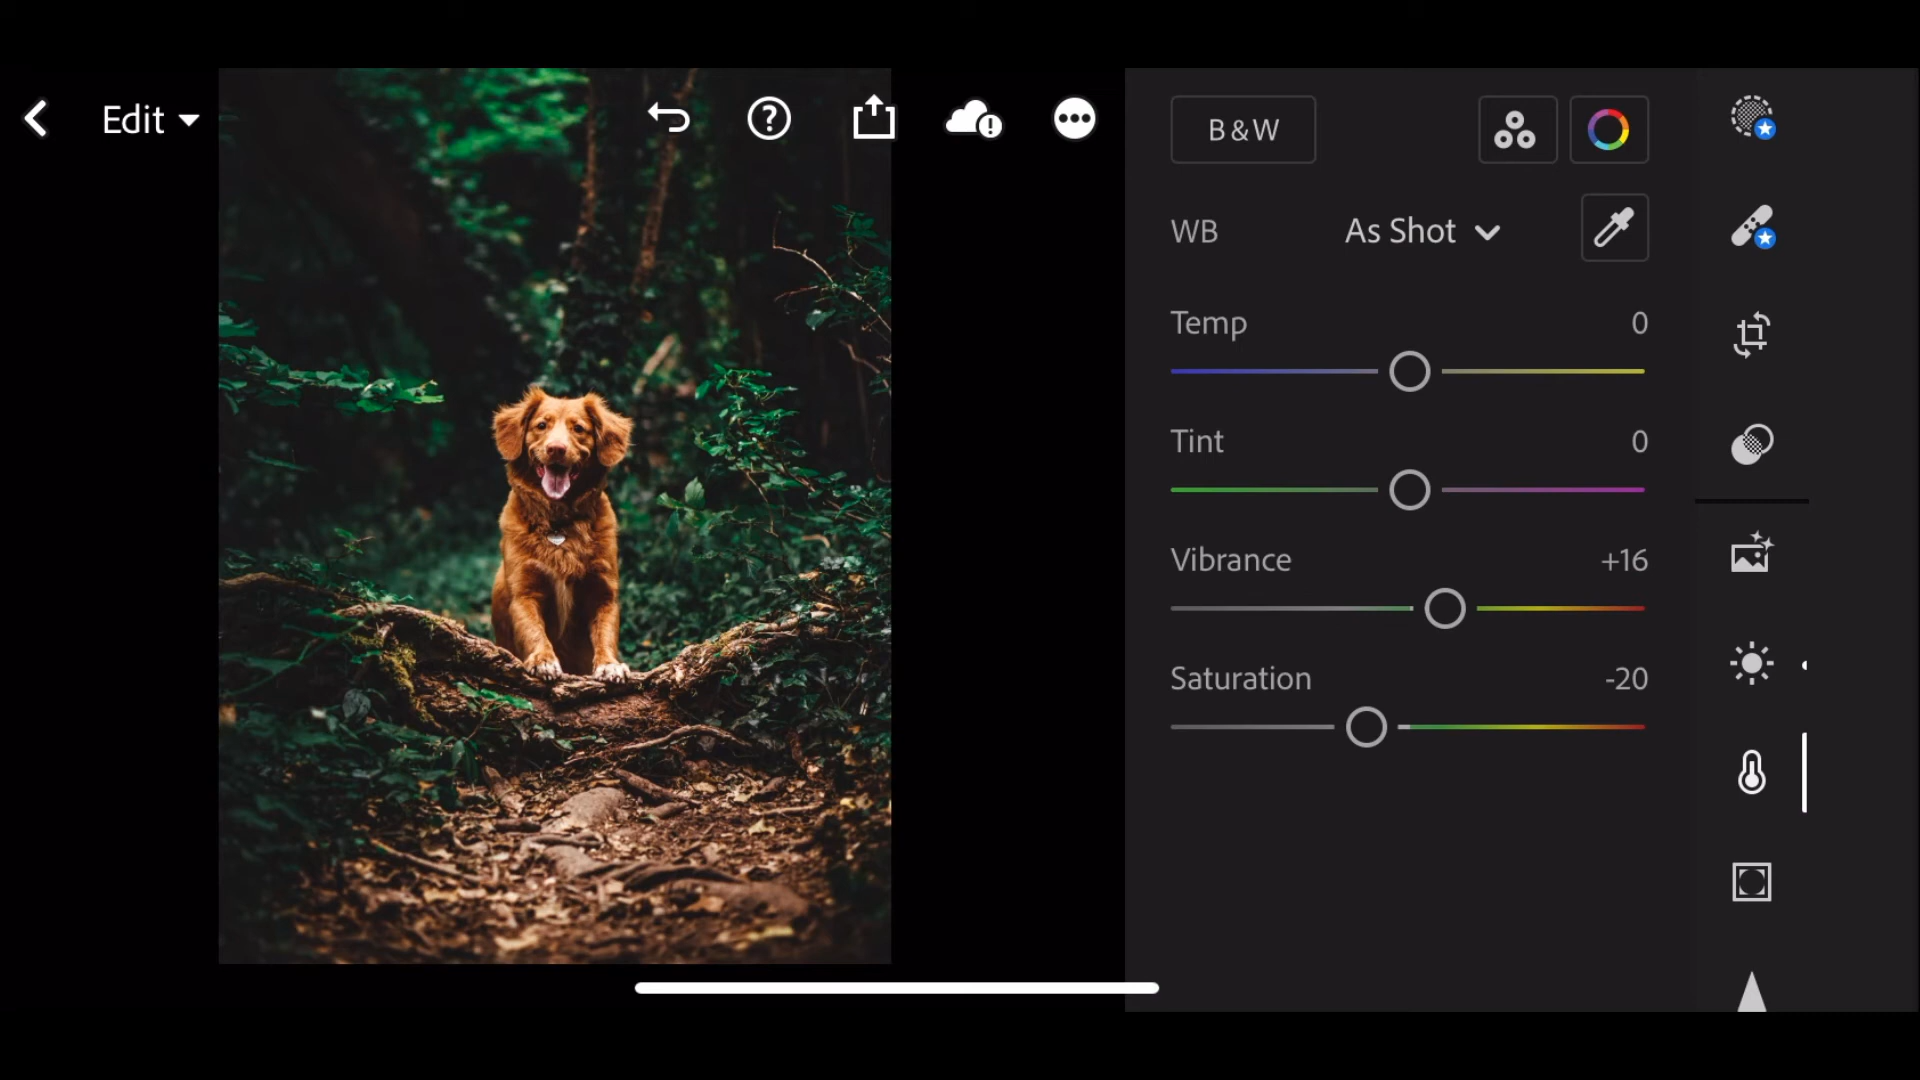 Edit
B&W
WB As Shot
Temp 0
Tint 0
Vibrance +16
Saturation -20